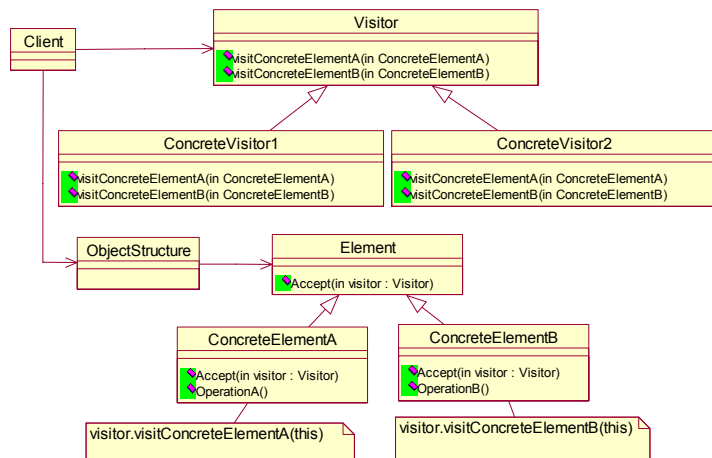 Visitor
Client
visitConcreteElementA(in ConcreteElementA)
visitConcreteElementB(in ConcreteElementB)
ConcreteVisitor1
visitConcreteElementA(in ConcreteElementA)
visitConcreteElementB(in ConcreteElementB)
ConcreteVisitor2
visitConcreteElementA(in ConcreteElementA)
visitConcreteElementB(in ConcreteElementB)
ObjectStructure
Element
Accept(in visitor : Visitor)
ConcreteElementA
Accept(in visitor : Visitor)
OperationA()
ConcreteElementB
Accept(in visitor : Visitor)
OperationB()
visitor.visitConcreteElementA(this)
visitor.visitConcreteElementB(this)